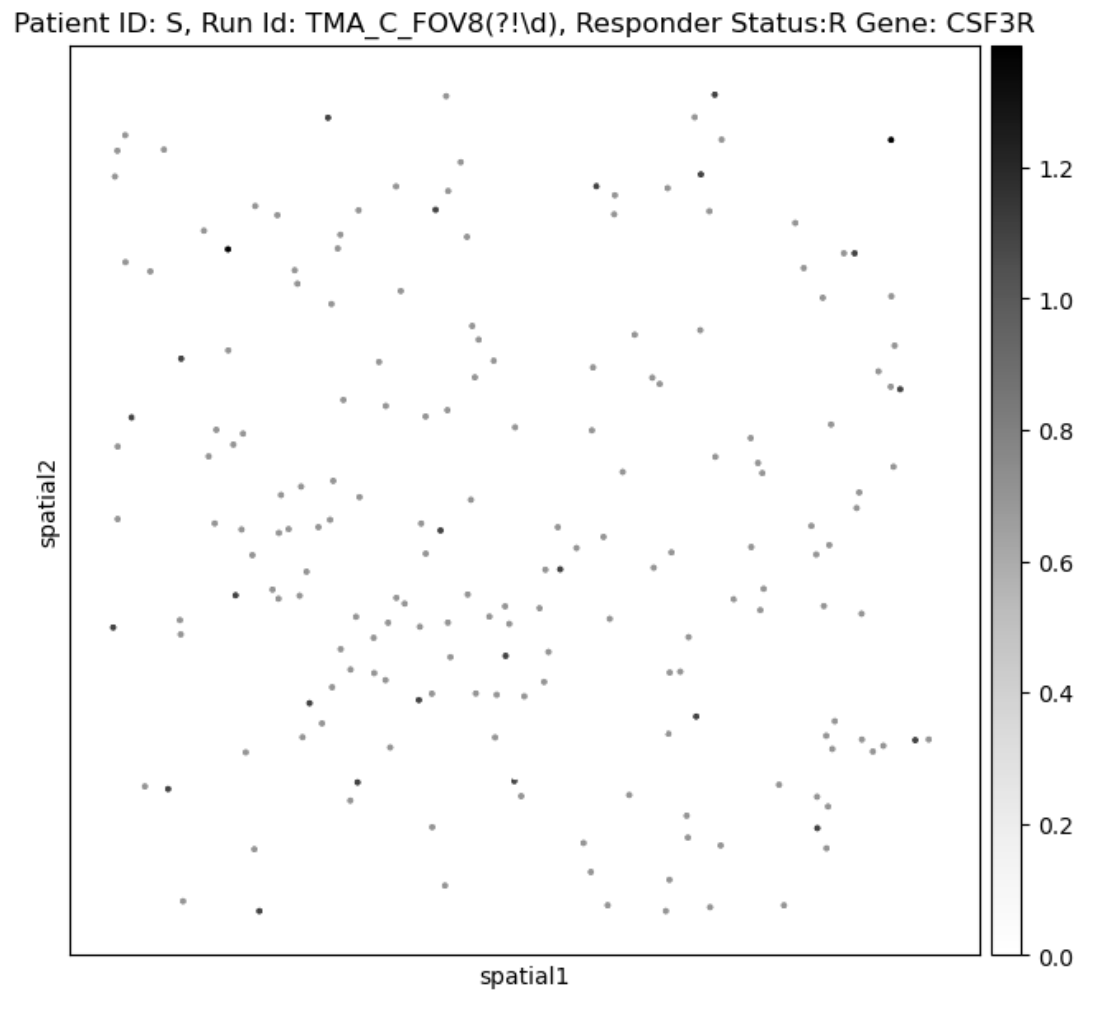 Patient ID: S, Run Id: TMA_C_FOV8(?!\d), Responder Status:R Gene: CSF3R
1.2
1.0
0.8
0.6
0.4
0.2
0.0
spatial2
spatial1